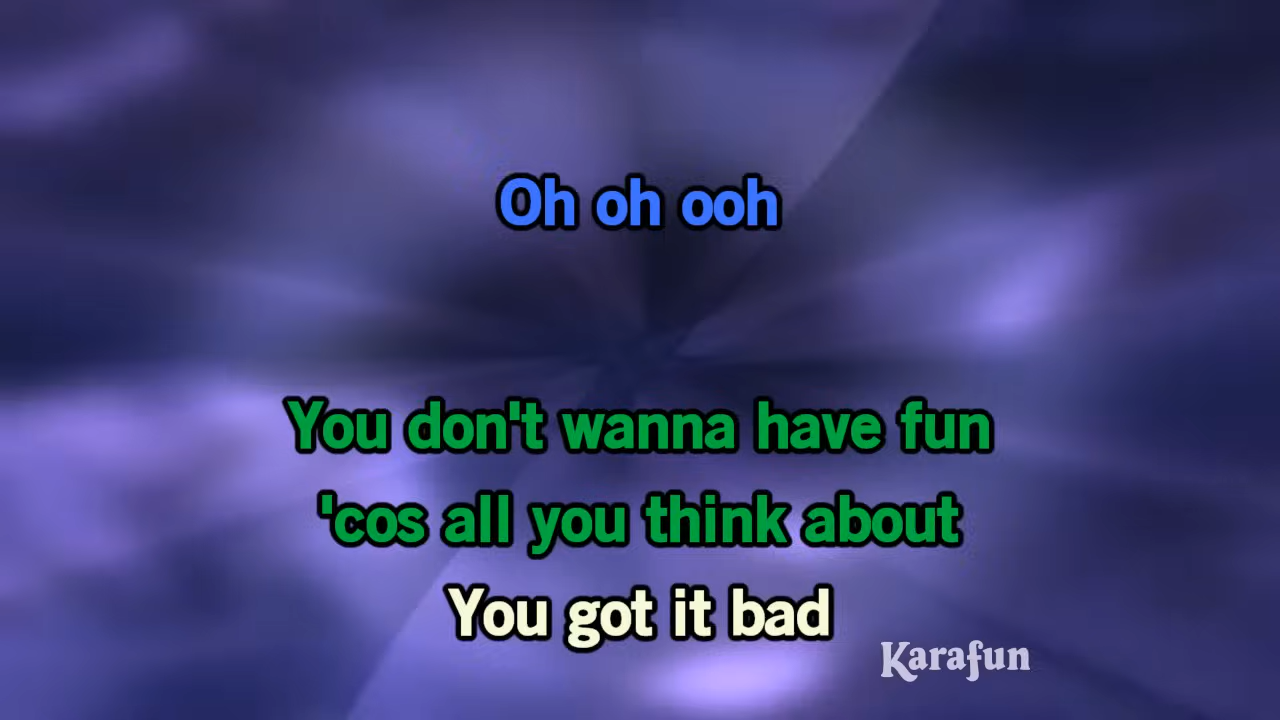 Oh oh ooh
You don't wanna have fun
'cos all you think about
You got it bad
Karafun